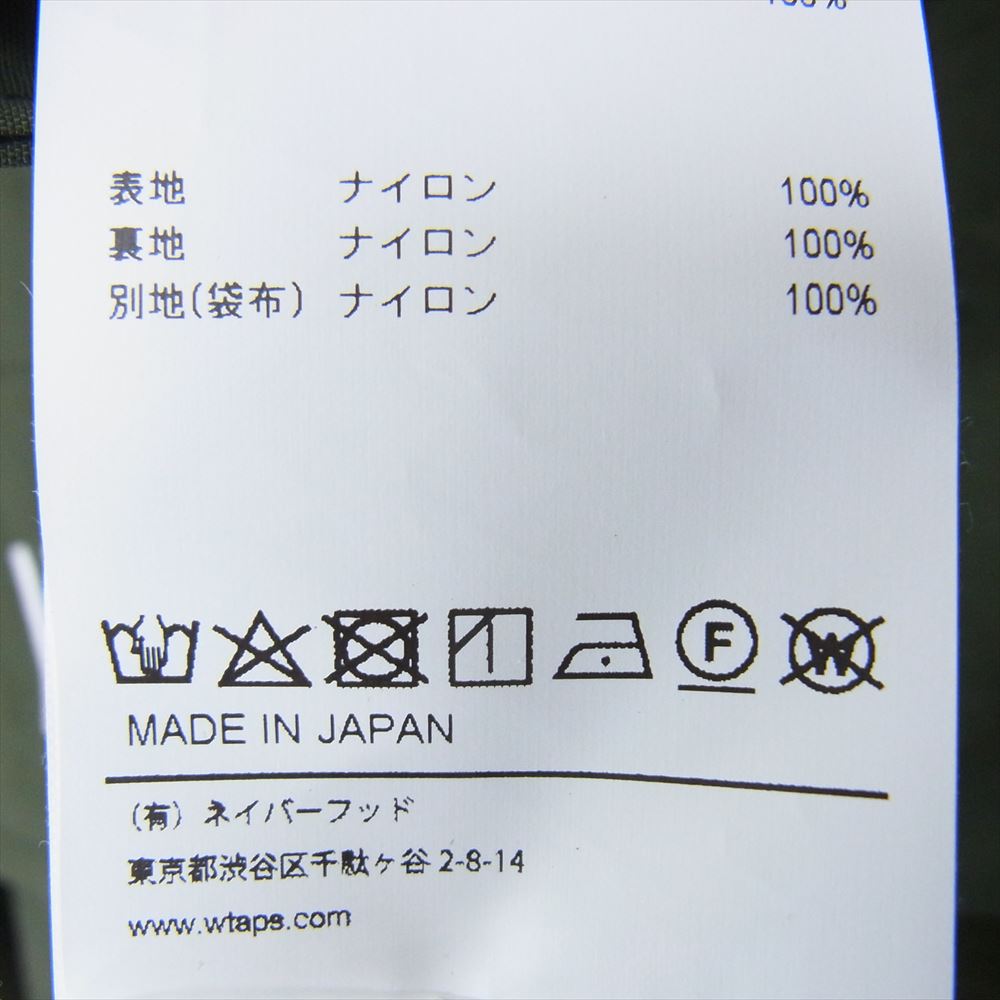 100%
表地 ナイロン 100%
裏地 ナイロン 100%
別地(袋布) ナイロン 100%
F W
MADE IN JAPAN
(有) ネイバーフッド
東京都渋谷区千駄ヶ谷 2-8-14
www.wtaps.com